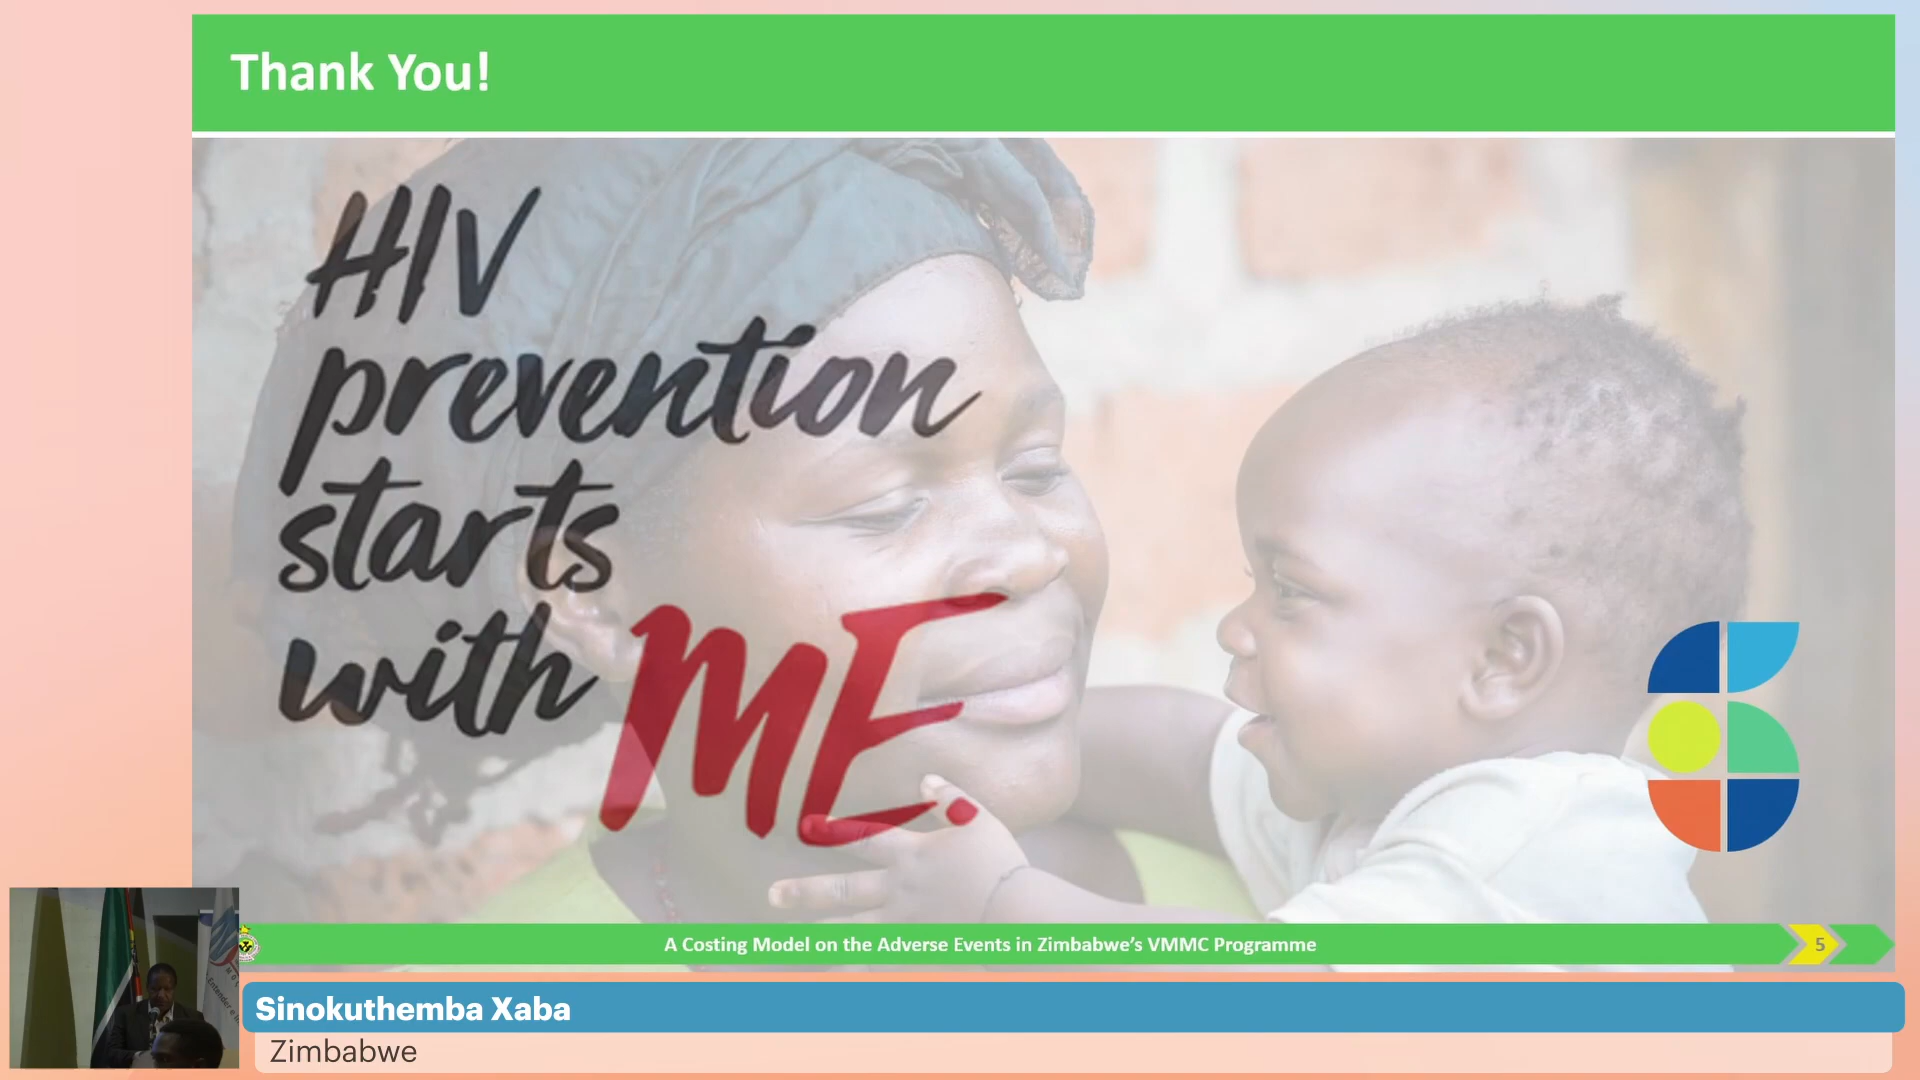 Thank You!
HIV
prevention
starts
with ME.
A Costing Model on the Adverse Events in Zimbabwe's VMMC Programme
5
Sinokuthemba Xaba
Zimbabwe